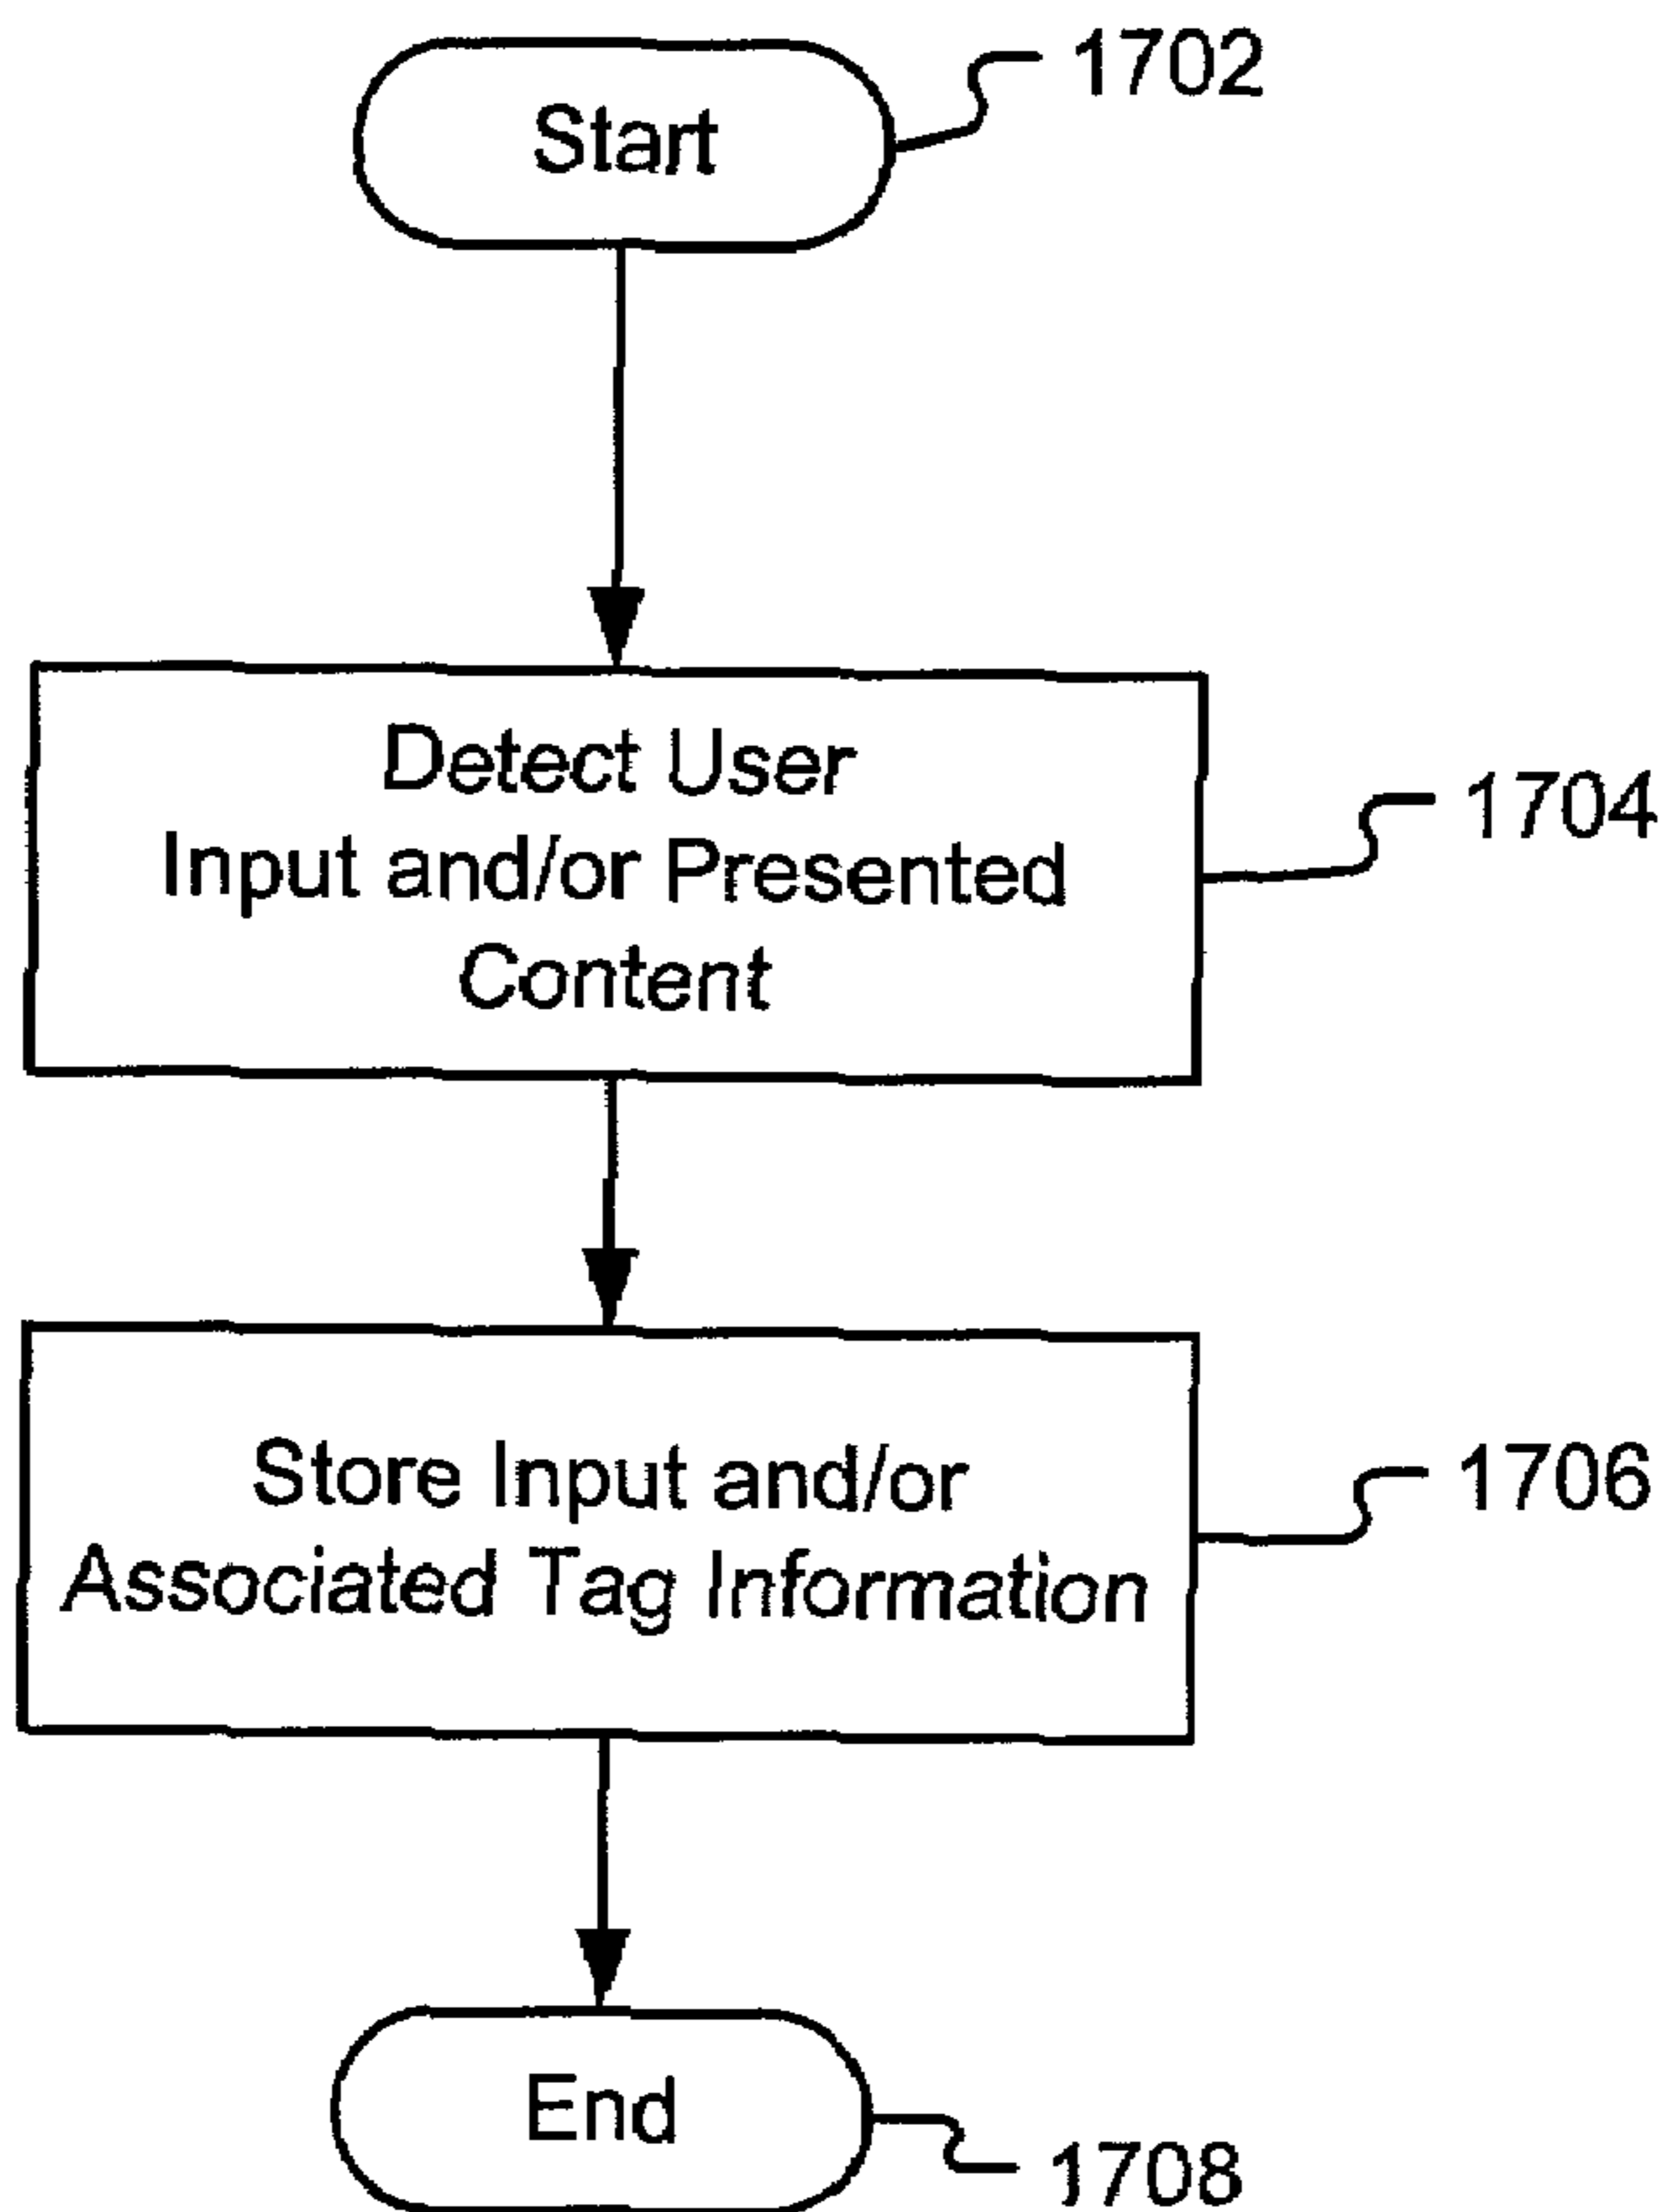 Start
1702
Detect User
Input and/or Presented
Content
1704
Store Input and/or
Associated Tag Information
1706
End
1708